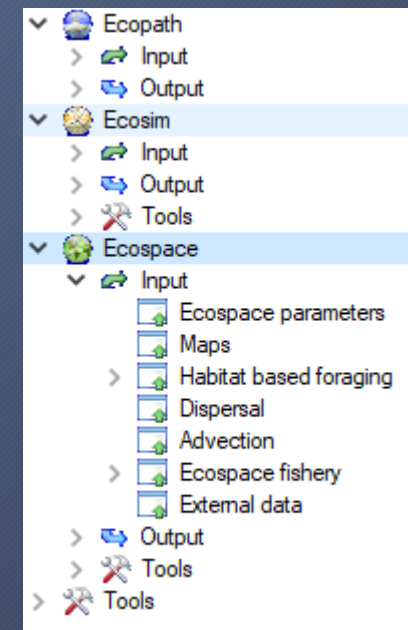 Ecopath
Input
Output
Ecosim
Input
Output
Tools
Ecospace
Input
Ecospace parameters
Maps
Habitat based foraging
Dispersal
Advection
Ecospace fishery
External data
Output
Tools
Tools